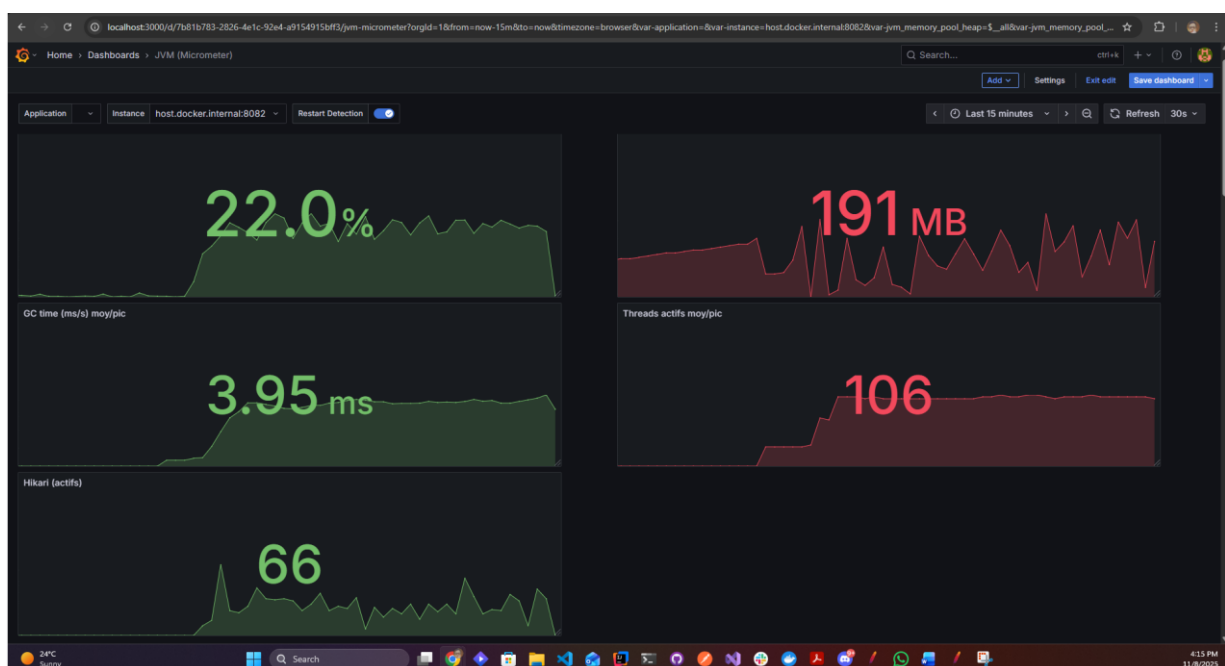 localhost:3000/d/7b81b783-2826-4e1c-92e4-a9154915bff3/jvm-micrometer?orgId=1&from=now-15m&to=now&timezone=browser&var-application=&var-instance=host.docker.internal:8082&var-jvm_memory_pool_heap=$__all&var-jvm_memory_pool_...
Home › Dashboards › JVM (Micrometer)
Search...
ctrl+k
Add
Settings
Exit edit
Save dashboard
Application
Instance host.docker.internal:8082
Restart Detection
Last 15 minutes
Refresh 30s
22.0%
191 MB
GC time (ms/s) moy/pic
Threads actifs moy/pic
3.95 ms
106
Hikari (actifs)
66
24°C
Sunny
Search
4:15 PM
11/8/2025